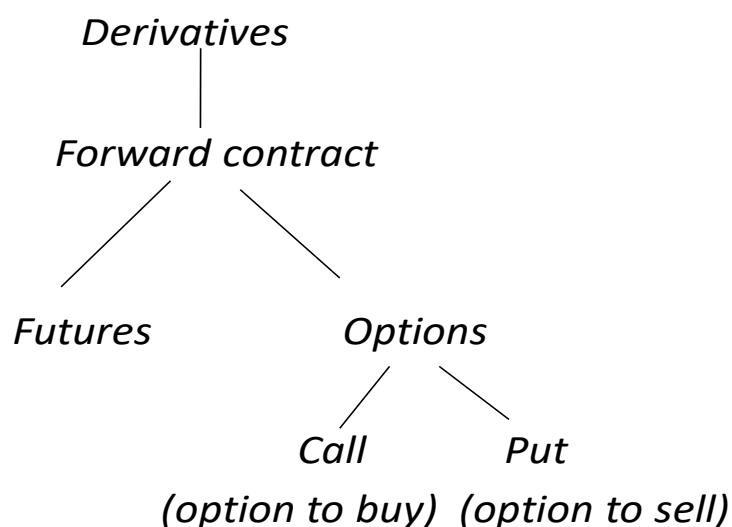 Derivatives
Forward contract
Futures Options
Call Put
(option to buy) (option to sell)